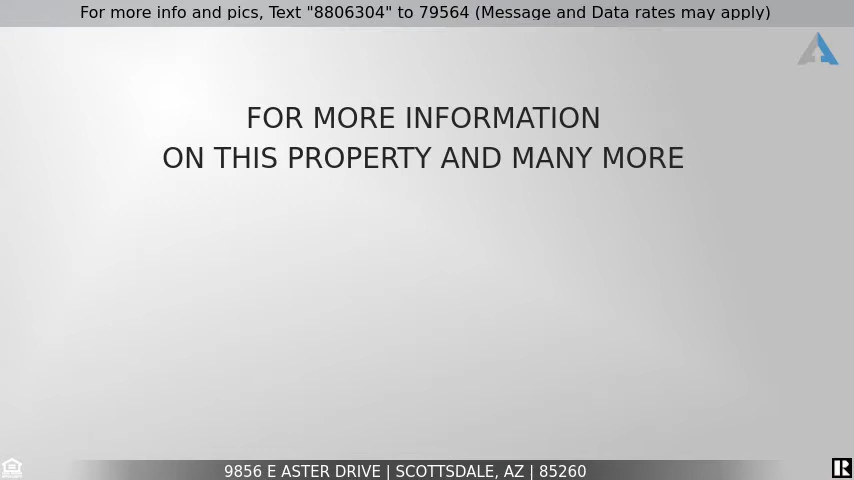 For more info and pics, Text "8806304" to 79564 (Message and Data rates may apply)
FOR MORE INFORMATION
ON THIS PROPERTY AND MANY MORE
9856 E ASTER DRIVE | SCOTTSDALE, AZ | 85260